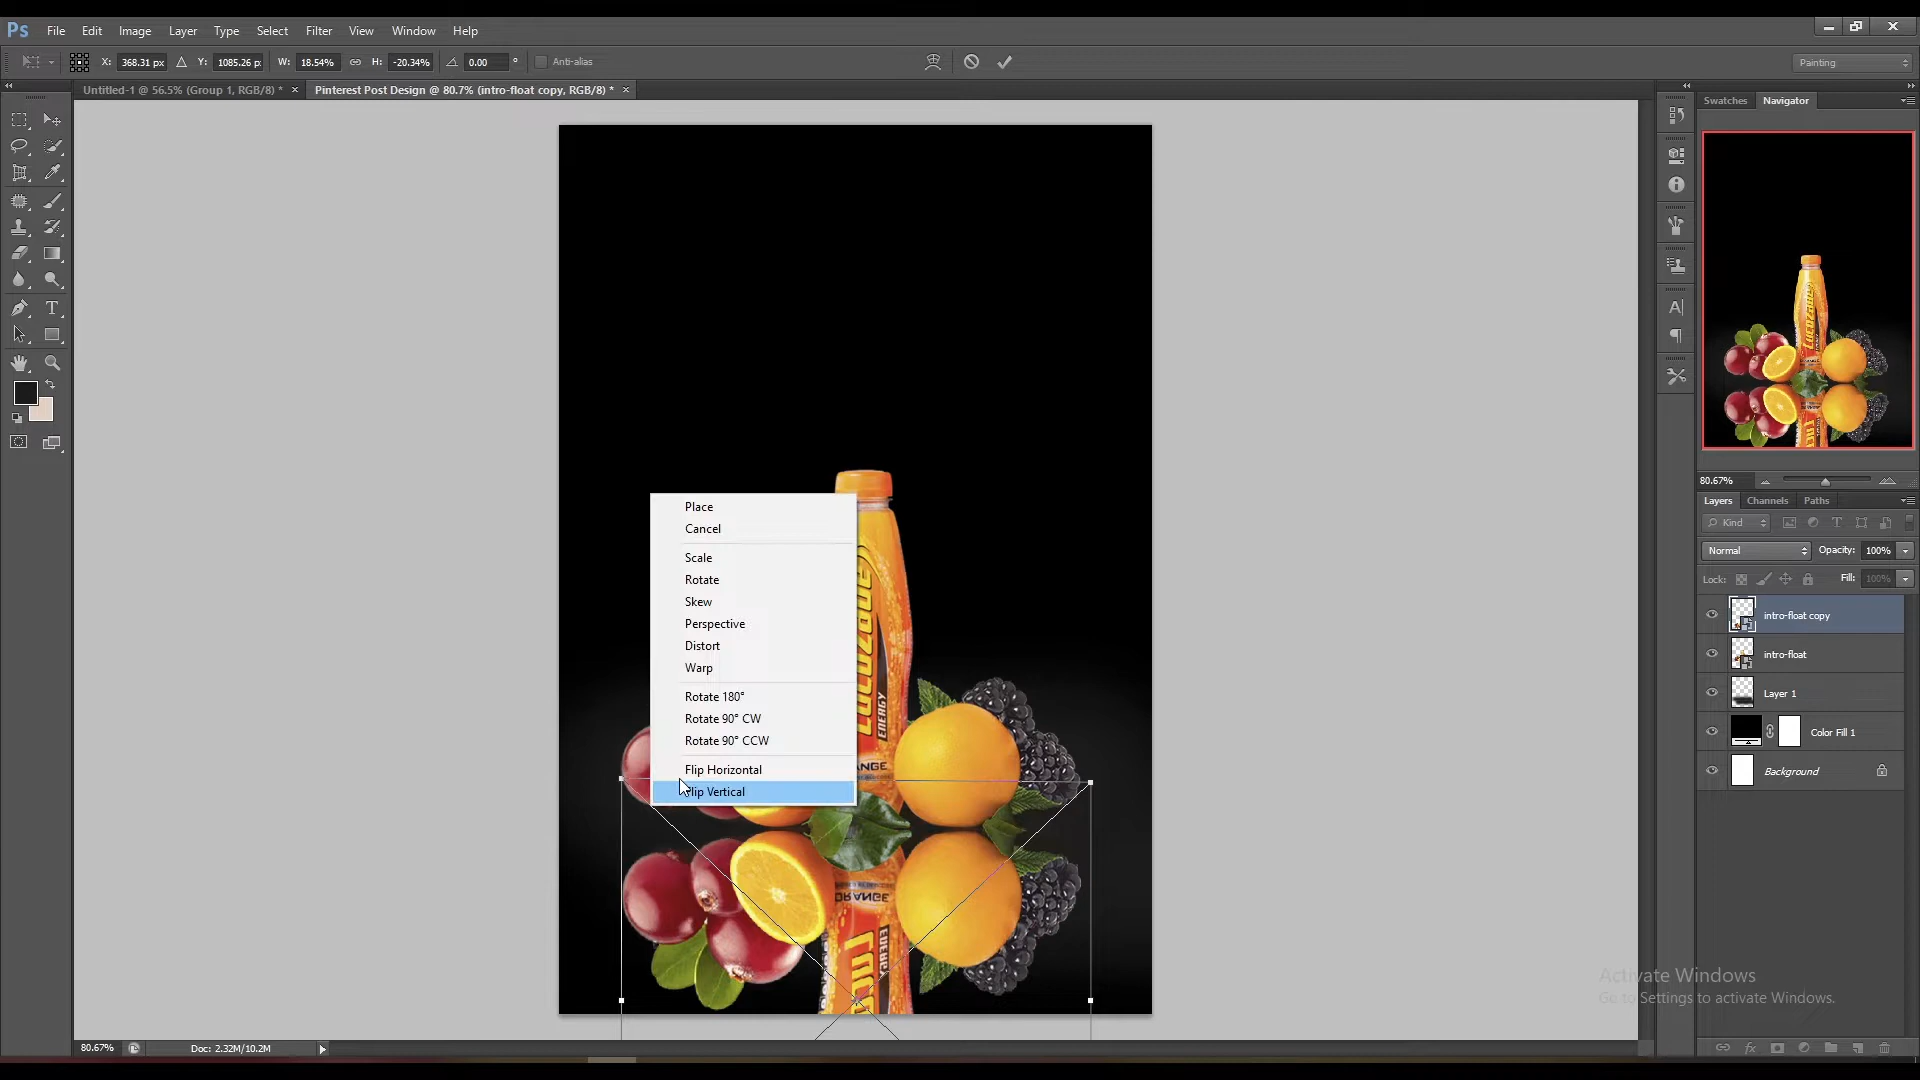 Ps File Edit Image Layer Type Select Filter View Window Help
X: 368.31 px Y: 1085.26 p: W: 18.54% H: -20.34% 0.00 ° Anti-alias Painting
Untitled-1 @ 56.5% (Group 1, RGB/8) * × Pinterest Post Design @ 80.7% (intro-float copy, RGB/8) * ×
Swatches Navigator
80.67%
Layers Channels Paths
Kind
Normal Opacity: 100%
Lock: Fill: 100%
intro-float copy
intro-float
Layer 1
Color Fill 1
Background
Place
Cancel
Scale
Rotate
Skew
Perspective
Distort
Warp
Rotate 180°
Rotate 90° CW
Rotate 90° CCW
Flip Horizontal
Flip Vertical
Lucozade
ENERGY
ANGE
ORANGE
ENERGY
Activate Windows
Go to Settings to activate Windows.
80.67% Doc: 2.32M/10.2M